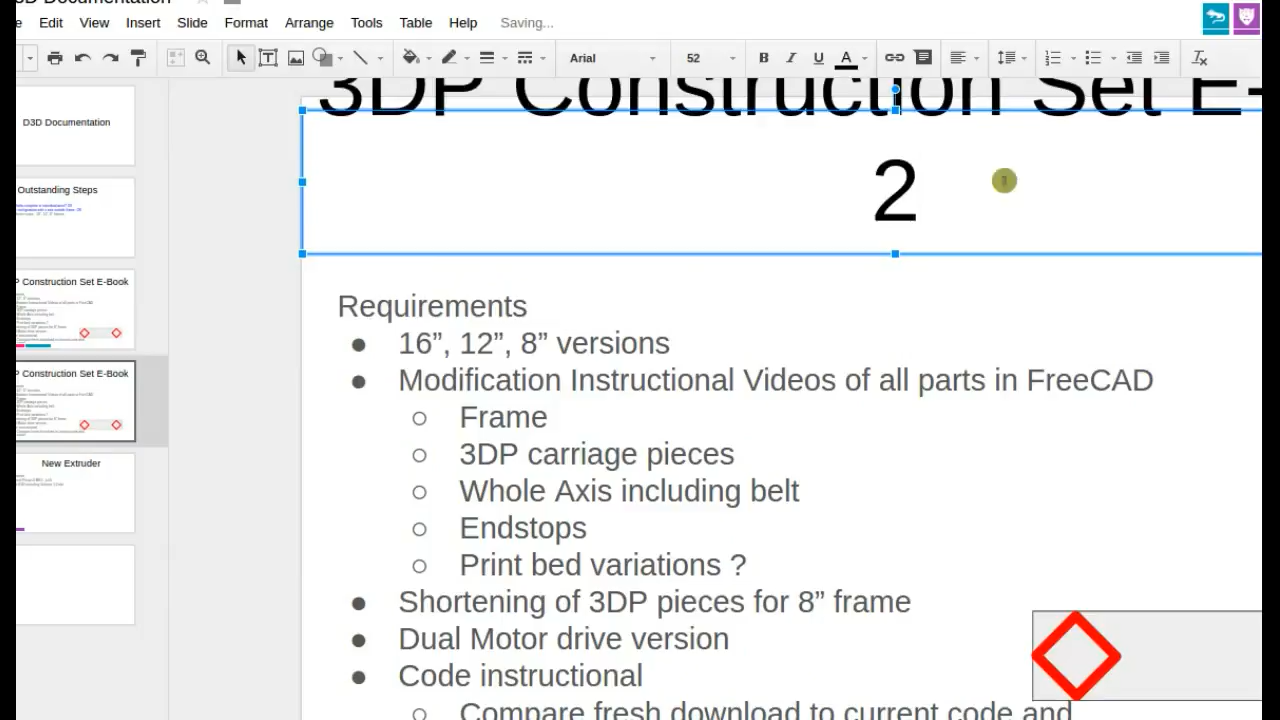 3D Documentation
Edit View Insert Slide Format Arrange Tools Table Help Saving...
Arial 52 B I U A
D3D Documentation
Outstanding Steps
P Construction Set E-Book
P Construction Set E-Book
New Extruder
3DP Construction Set E-
2
Requirements
● 16”, 12”, 8” versions
● Modification Instructional Videos of all parts in FreeCAD
○ Frame
○ 3DP carriage pieces
○ Whole Axis including belt
○ Endstops
○ Print bed variations ?
● Shortening of 3DP pieces for 8” frame
● Dual Motor drive version
● Code instructional
○ Compare fresh download to current code and